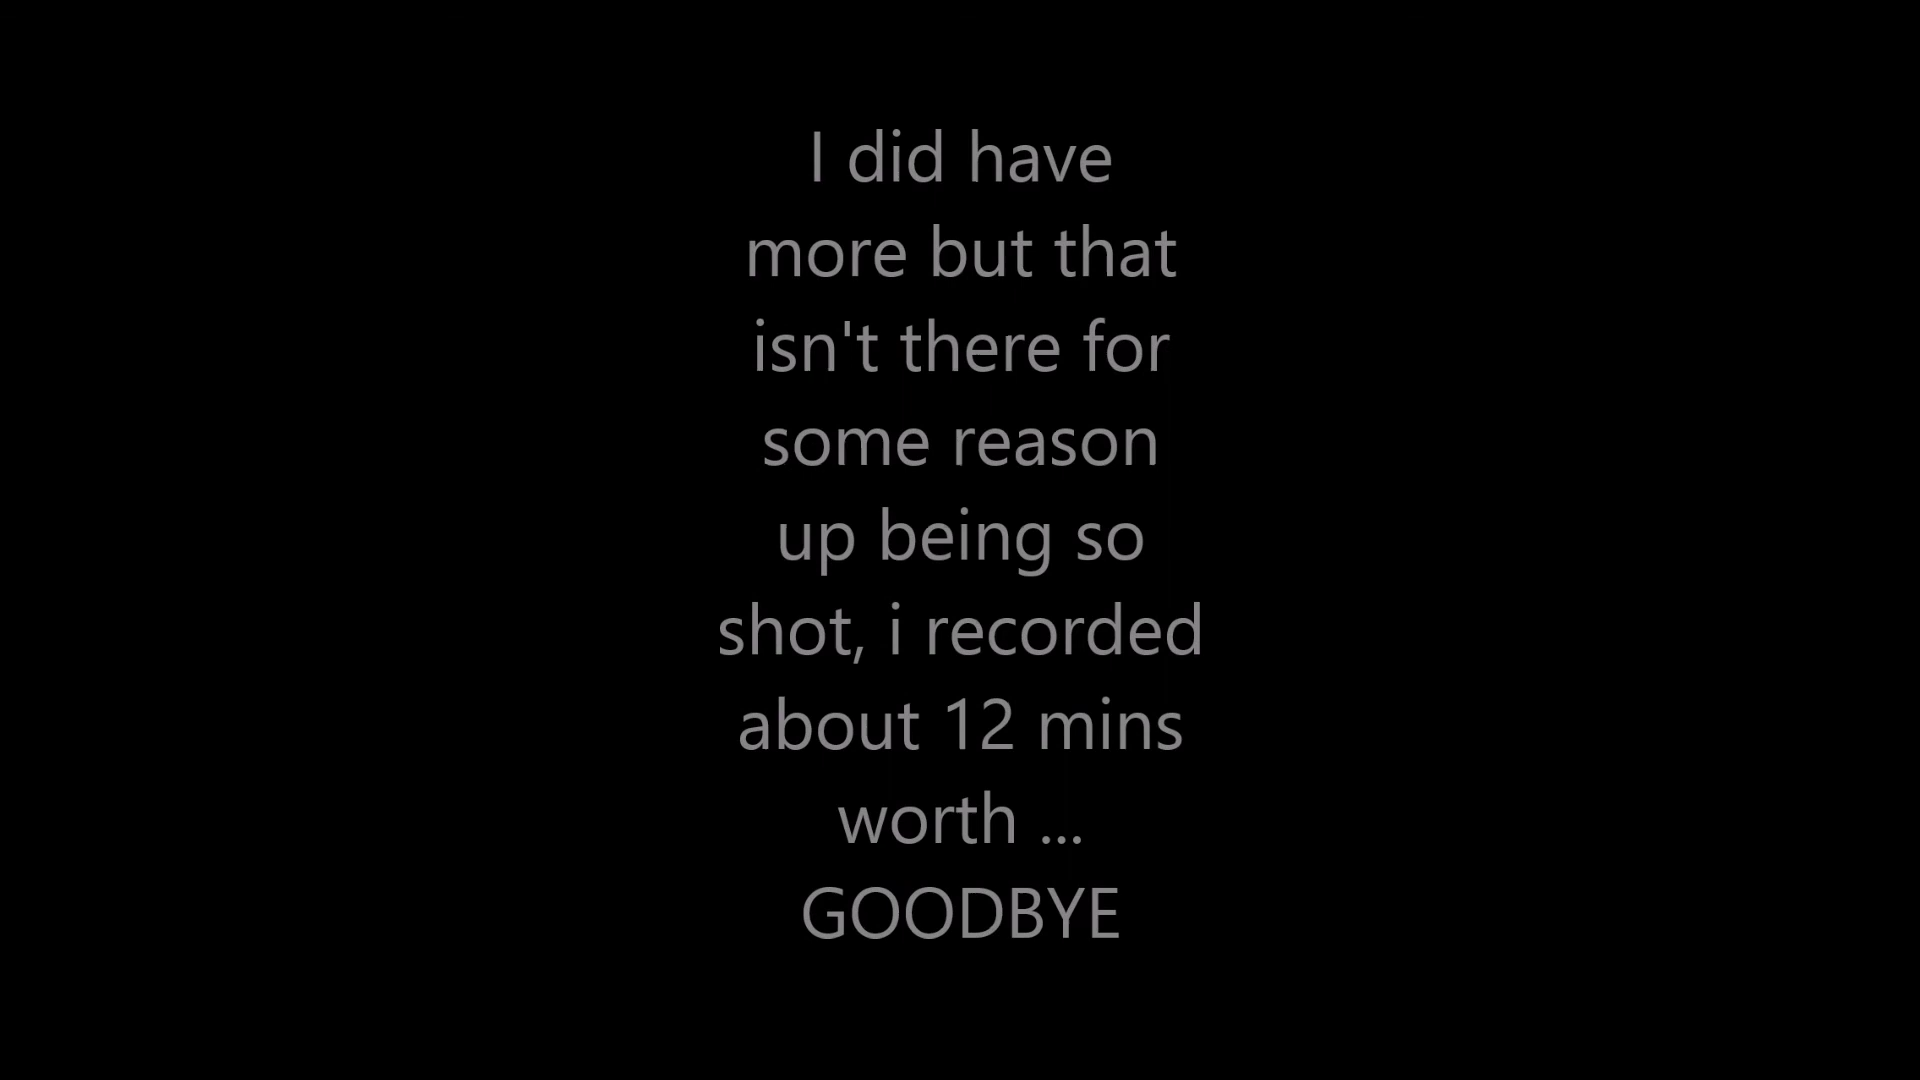 I did have
more but that
isn't there for
some reason
up being so
shot, i recorded
about 12 mins
worth ...
GOODBYE